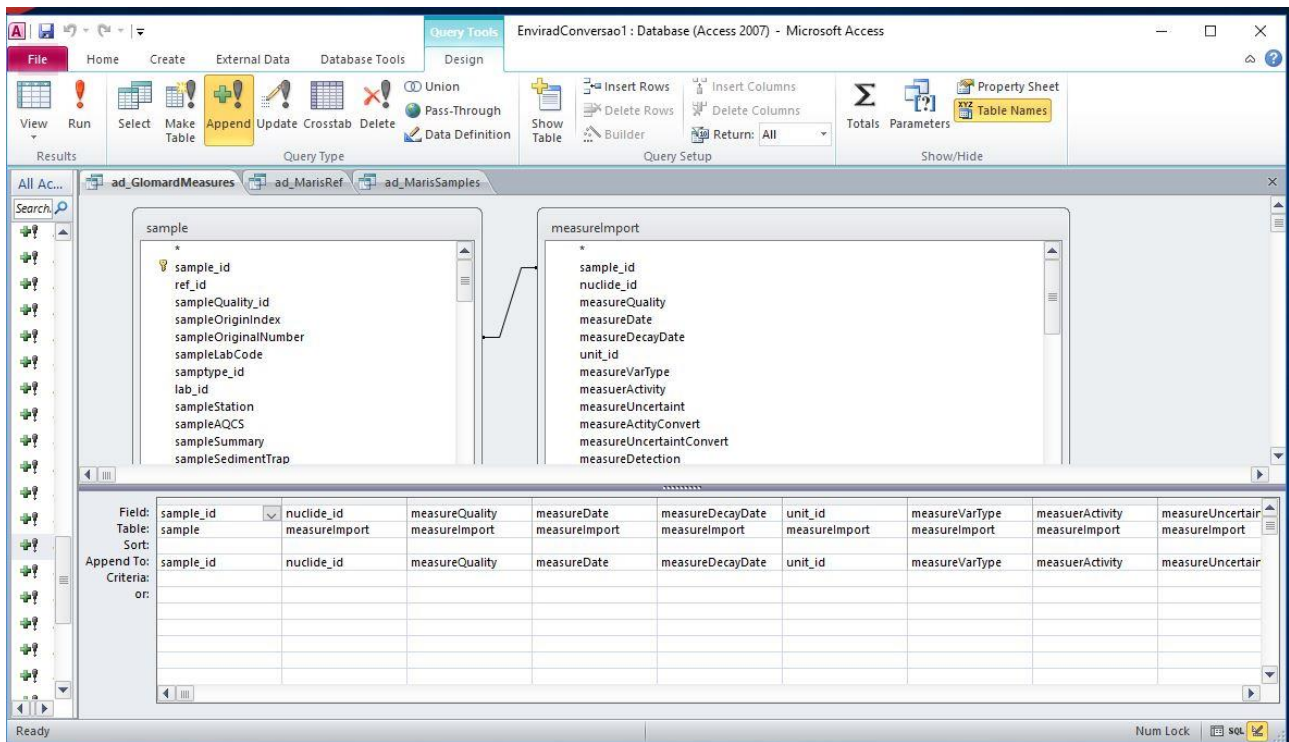 Query Tools
EnviradConversao1 : Database (Access 2007) - Microsoft Access
File Home Create External Data Database Tools Design
View
Run
Results
Select
Make Table
Append
Update
Crosstab
Delete
Union
Pass-Through
Data Definition
Query Type
Show Table
Insert Rows
Delete Rows
Builder
Insert Columns
Delete Columns
Return: All
Query Setup
Totals
Parameters
Property Sheet
Table Names
Show/Hide
All Ac...
Search.
ad_GlomardMeasures ad_MarisRef ad_MarisSamples
sample
*
sample_id
ref_id
sampleQuality_id
sampleOriginIndex
sampleOriginalNumber
sampleLabCode
samptype_id
lab_id
sampleStation
sampleAQCS
sampleSummary
sampleSedimentTrap
measureImport
*
sample_id
nuclide_id
measureQuality
measureDate
measureDecayDate
unit_id
measureVarType
measuerActivity
measureUncertaint
measureActityConvert
measureUncertaintConvert
measureDetection
Field: sample_id nuclide_id measureQuality measureDate measureDecayDate unit_id measureVarType measuerActivity measureUncertain
Table: sample measureImport measureImport measureImport measureImport measureImport measureImport measureImport measureImport
Sort:
Append To: sample_id nuclide_id measureQuality measureDate measureDecayDate unit_id measureVarType measuerActivity measureUncertain
Criteria:
or:
Ready Num Lock SQL